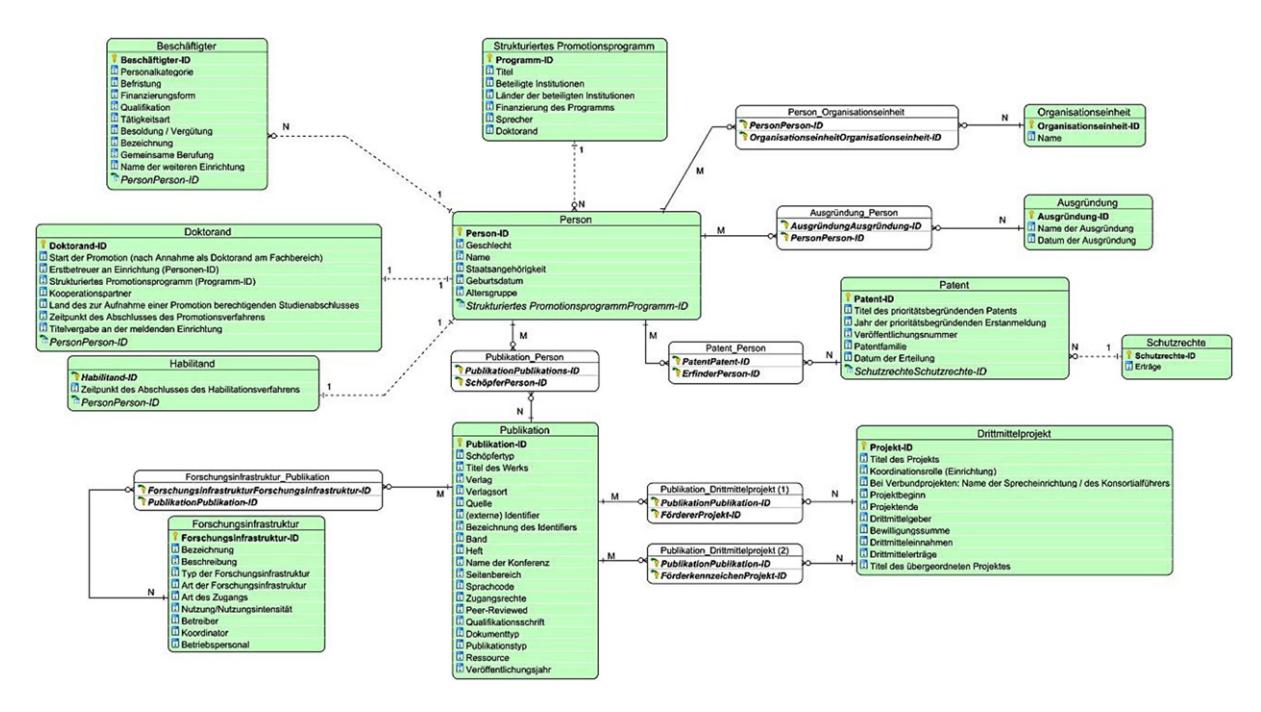 Beschäftigter
Beschäftigter-ID
Personalkategorie
Befristung
Finanzierungsform
Qualifikation
Tätigkeitsart
Besoldung / Vergütung
Bezeichnung
Gemeinsame Berufung
Name der weiteren Einrichtung
PersonPerson-ID
N
1
Strukturiertes Promotionsprogramm
Programm-ID
Titel
Beteiligte Institutionen
Länder der beteiligten Institutionen
Finanzierung des Programms
Sprecher
Doktorand
1
N
Person_Organisationseinheit
PersonPerson-ID
OrganisationseinheitOrganisationseinheit-ID
M
N
Organisationseinheit
Organisationseinheit-ID
Name
Ausgründung_Person
AusgründungAusgründung-ID
PersonPerson-ID
M
N
Ausgründung
Ausgründung-ID
Name der Ausgründung
Datum der Ausgründung
Doktorand
Doktorand-ID
Start der Promotion (nach Annahme als Doktorand am Fachbereich)
Erstbetreuer an Einrichtung (Personen-ID)
Strukturiertes Promotionsprogramm (Programm-ID)
Kooperationspartner
Land des zur Aufnahme einer Promotion berechtigenden Studienabschlusses
Zeitpunkt des Abschlusses des Promotionsverfahrens
Titelvergabe an der meldenden Einrichtung
PersonPerson-ID
1
1
Person
Person-ID
Geschlecht
Name
Staatsangehörigkeit
Geburtsdatum
Altersgruppe
Strukturiertes PromotionsprogrammProgramm-ID
Habilitand
Habilitand-ID
Zeitpunkt des Abschlusses des Habilitationsverfahrens
PersonPerson-ID
1
1
Publikation_Person
PublikationPublikations-ID
SchöpferPerson-ID
M
N
Patent_Person
PatentPatent-ID
ErfinderPerson-ID
M
N
Patent
Patent-ID
Titel des prioritätsbegründenden Patents
Jahr der prioritätsbegründenden Erstanmeldung
Veröffentlichungsnummer
Patentfamilie
Datum der Erteilung
SchutzrechteSchutzrechte-ID
N
1
Schutzrechte
Schutzrechte-ID
Erträge
Publikation
Publikation-ID
Schöpfertyp
Titel des Werks
Verlag
Verlagsort
Quelle
(externe) Identifier
Bezeichnung des Identifiers
Band
Heft
Name der Konferenz
Seitenbereich
Sprachcode
Zugangsrechte
Peer-Reviewed
Qualifikationsschrift
Dokumenttyp
Publikationstyp
Ressource
Veröffentlichungsjahr
Forschungsinfrastruktur_Publikation
ForschungsinfrastrukturForschungsinfrastruktur-ID
PublikationPublikation-ID
M
N
Forschungsinfrastruktur
Forschungsinfrastruktur-ID
Bezeichnung
Beschreibung
Typ der Forschungsinfrastruktur
Art der Forschungsinfrastruktur
Art des Zugangs
Nutzung/Nutzungsintensität
Betreiber
Koordinator
Betriebspersonal
Publikation_Drittmittelprojekt (1)
PublikationPublikation-ID
FördererProjekt-ID
M
N
Publikation_Drittmittelprojekt (2)
PublikationPublikation-ID
FörderkennzeichenProjekt-ID
M
N
Drittmittelprojekt
Projekt-ID
Titel des Projekts
Koordinationsrolle (Einrichtung)
Bei Verbundprojekten: Name der Sprecheinrichtung / des Konsortialführers
Projektbeginn
Projektende
Drittmittelgeber
Bewilligungssumme
Drittmitteleinnahmen
Drittmittelerträge
Titel des übergeordneten Projektes